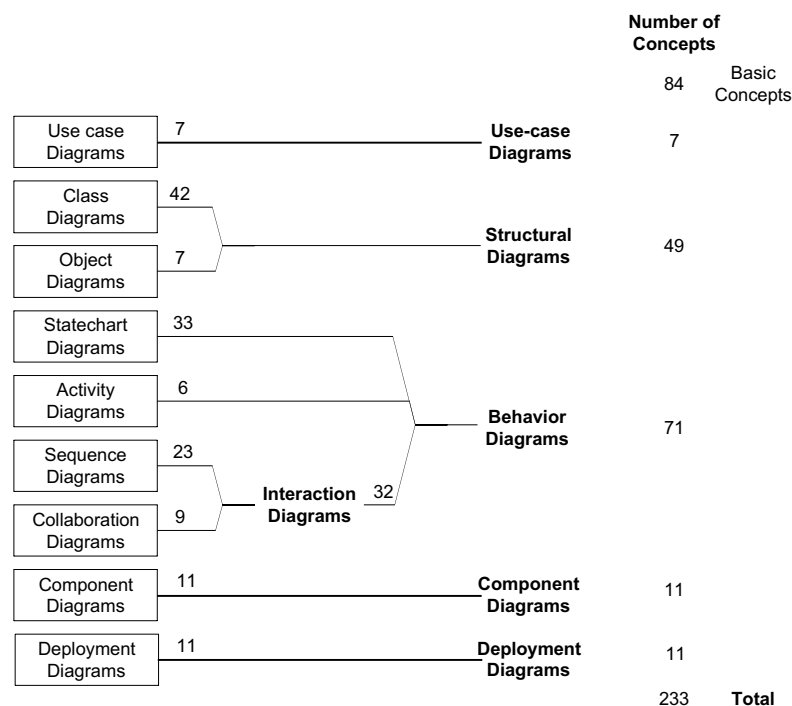 Number of
Concepts
84
Basic
Concepts
Use case
Diagrams
7
Use-case
Diagrams
7
Class
Diagrams
42
Object
Diagrams
7
Structural
Diagrams
49
Statechart
Diagrams
33
Activity
Diagrams
6
Sequence
Diagrams
23
Collaboration
Diagrams
9
Interaction
Diagrams
32
Behavior
Diagrams
71
Component
Diagrams
11
Component
Diagrams
11
Deployment
Diagrams
11
Deployment
Diagrams
11
233 Total